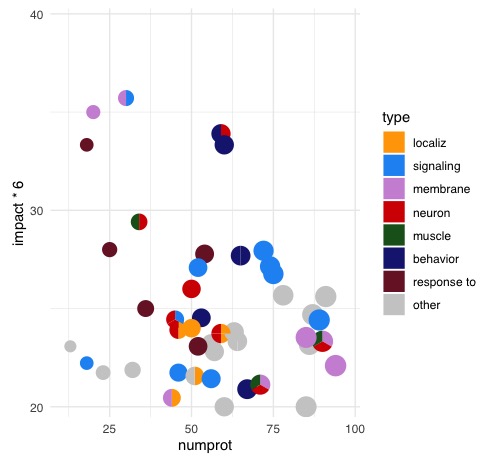 40
30
20
impact * 6
25
50
75
100
numprot
type
localiz
signaling
membrane
neuron
muscle
behavior
response to
other